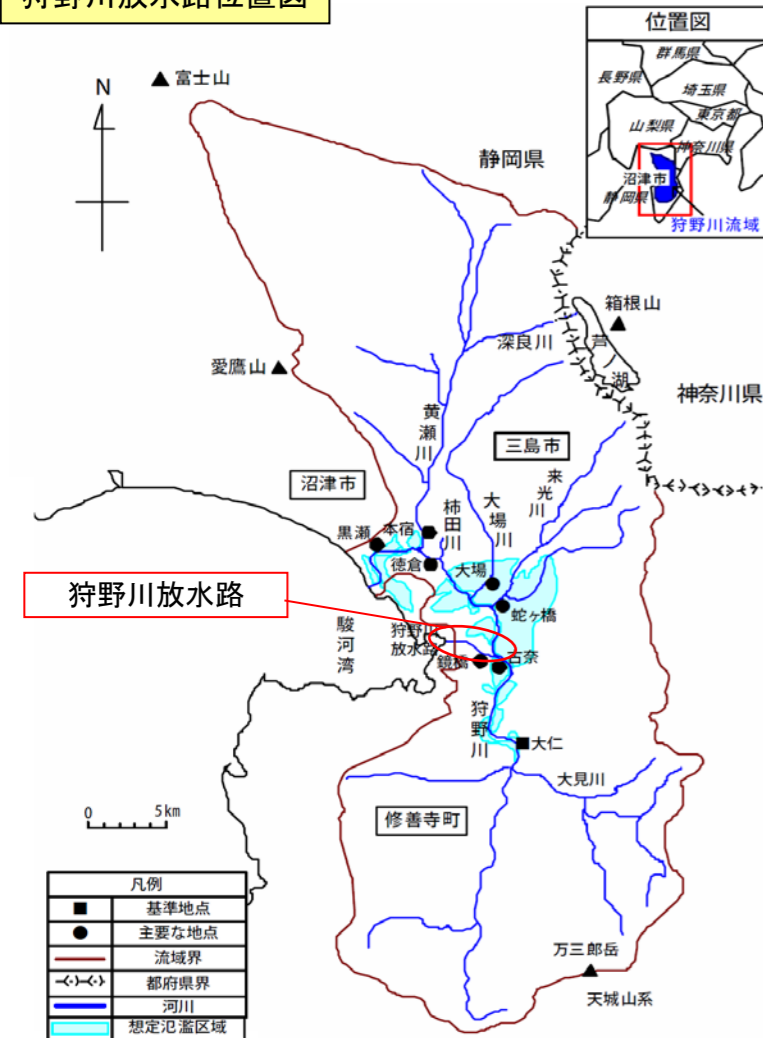 狩野川放水路位置図
位置図
群馬県
長野県
埼玉県
東京都
山梨県
神奈川県
沼津市
静岡県
狩野川流域
N
富士山
静岡県
箱根山
芦ノ湖
深良川
愛鷹山
神奈川県
黄瀬川
三島市
来光川
沼津市
柿田川
大場川
黒瀬
本宿
徳倉
大場
狩野川放水路
蛇ヶ橋
駿河湾
狩野川
放水路
鏡橋
古奈
狩野川
大仁
大見川
0 5km
修善寺町
凡例
基準地点
主要な地点
流域界
都府県界
河川
想定氾濫区域
万三郎岳
天城山系